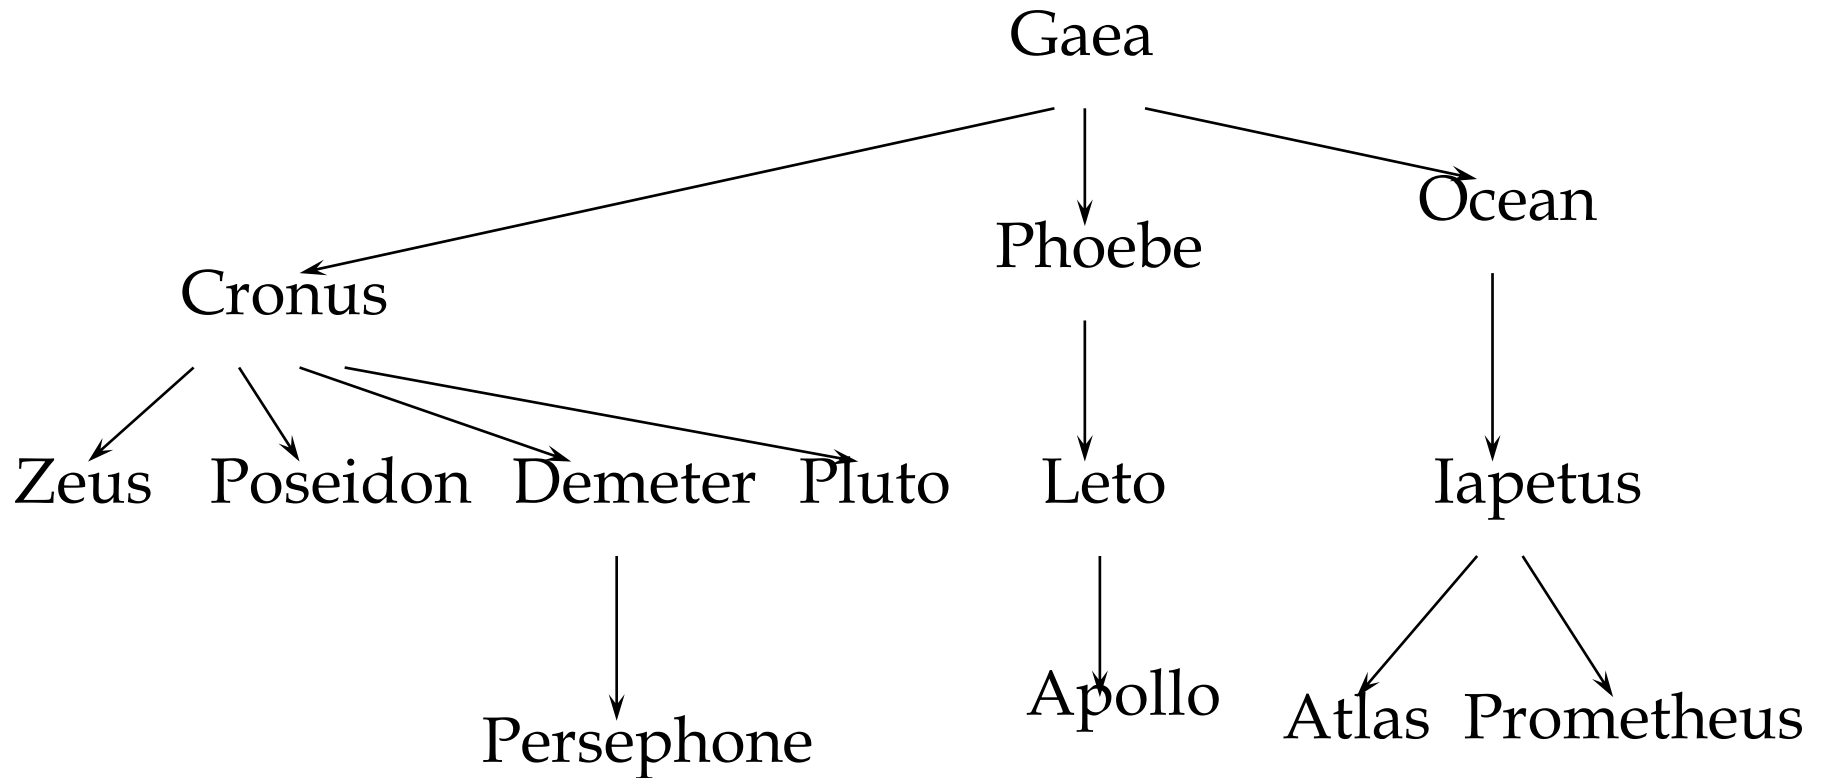 Gaea
Ocean
Phoebe
Cronus
Zeus Poseidon Demeter Pluto Leto Iapetus
Apollo
Atlas Prometheus
Persephone